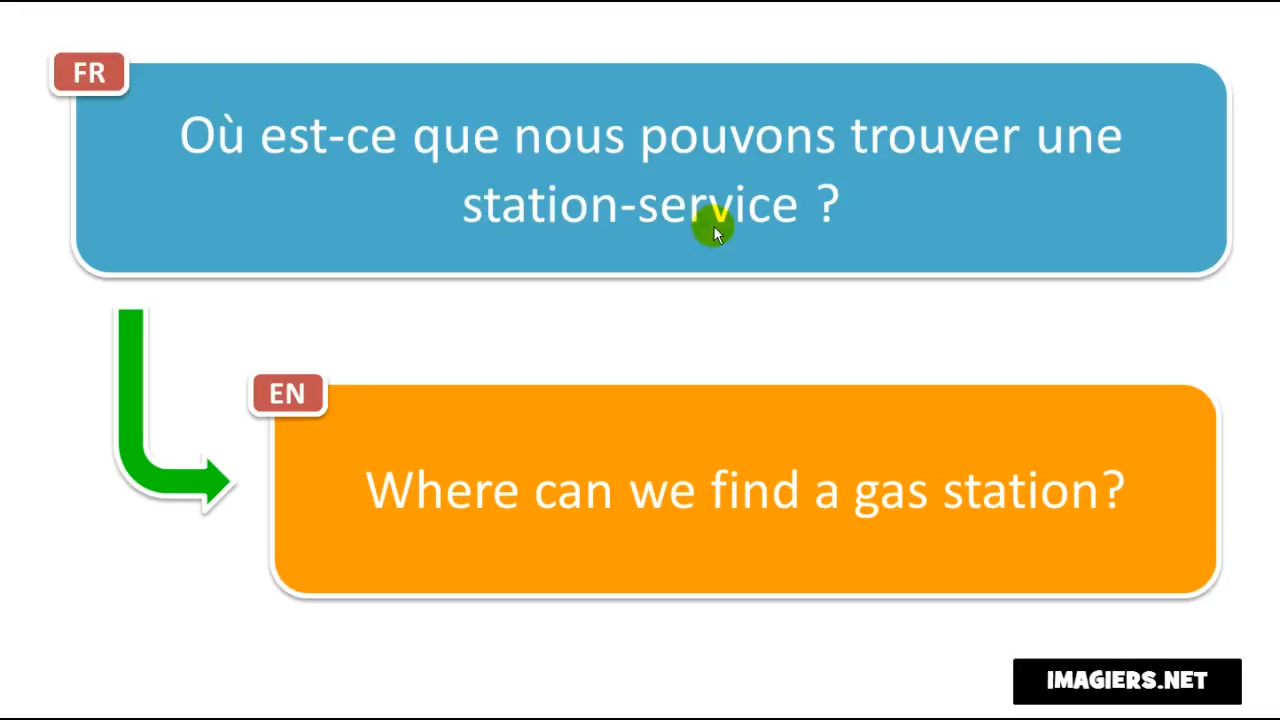 FR
Où est-ce que nous pouvons trouver une
station-service ?
EN
Where can we find a gas station?
IMAGIERS.NET